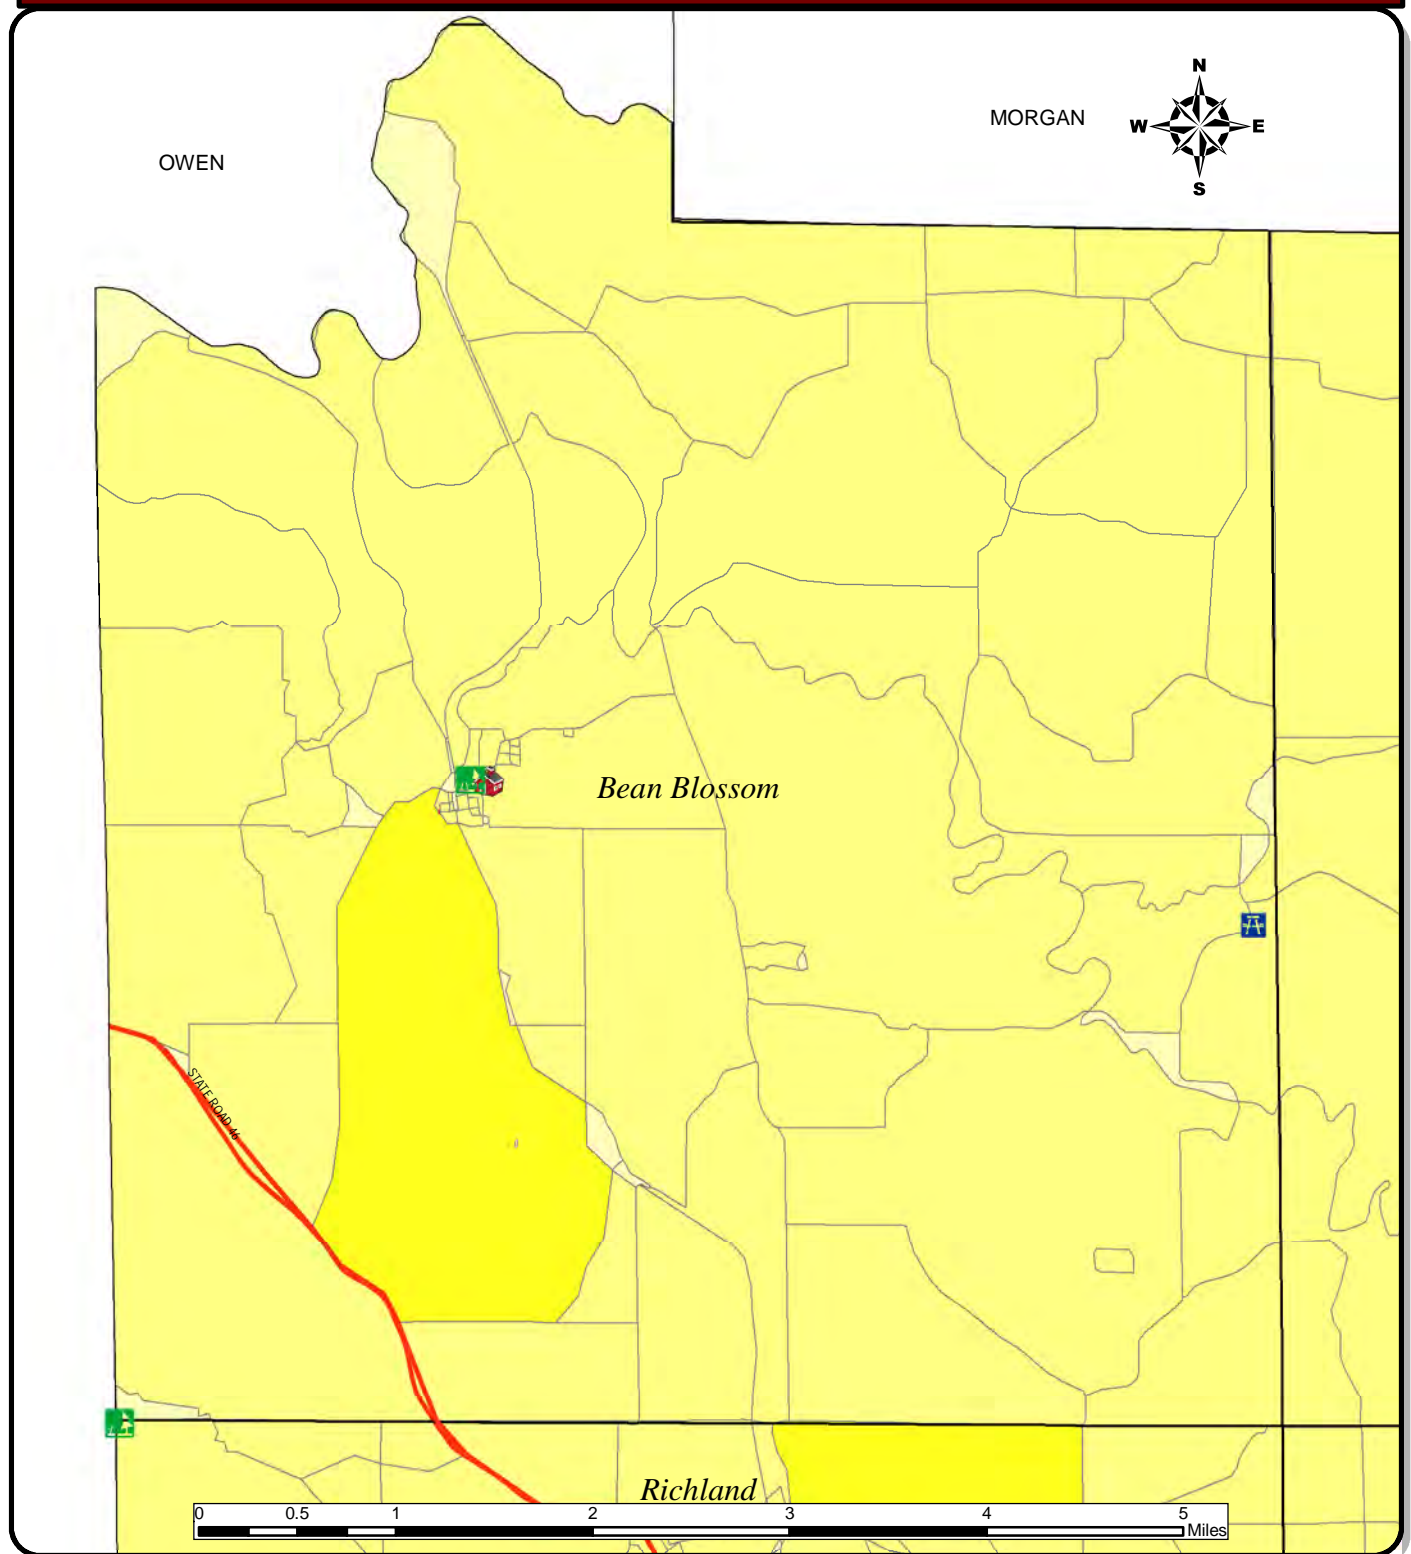 N
MORGAN
W E
OWEN
S
Bean Blossom
STATE ROAD 46
Richland
0 0.5 1 2 3 4 5
Miles